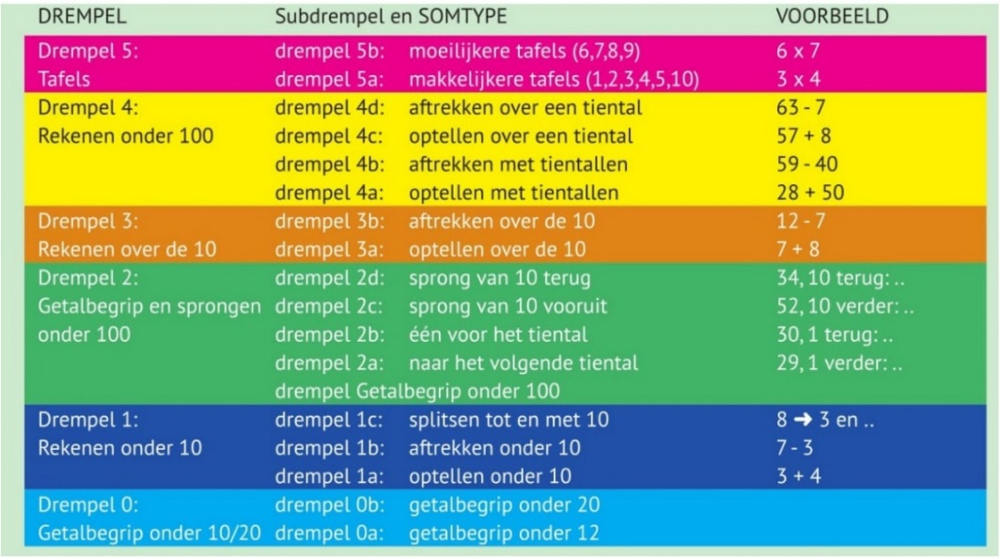 DREMPEL Subdrempel en SOMTYPE VOORBEELD
Drempel 5: drempel 5b: moeilijkere tafels (6,7,8,9) 6 x 7
Tafels drempel 5a: makkelijkere tafels (1,2,3,4,5,10) 3 x 4
Drempel 4: drempel 4d: aftrekken over een tiental 63 - 7
Rekenen onder 100 drempel 4c: optellen over een tiental 57 + 8
drempel 4b: aftrekken met tientallen 59 - 40
drempel 4a: optellen met tientallen 28 + 50
Drempel 3: drempel 3b: aftrekken over de 10 12 - 7
Rekenen over de 10 drempel 3a: optellen over de 10 7 + 8
Drempel 2: drempel 2d: sprong van 10 terug 34, 10 terug: ..
Getalbegrip en sprongen drempel 2c: sprong van 10 vooruit 52, 10 verder: ..
onder 100 drempel 2b: één voor het tiental 30, 1 terug: ..
drempel 2a: naar het volgende tiental 29, 1 verder: ..
drempel Getalbegrip onder 100
Drempel 1: drempel 1c: splitsen tot en met 10 8 ➜ 3 en ..
Rekenen onder 10 drempel 1b: aftrekken onder 10 7 - 3
drempel 1a: optellen onder 10 3 + 4
Drempel 0: drempel 0b: getalbegrip onder 20
Getalbegrip onder 10/20 drempel 0a: getalbegrip onder 12